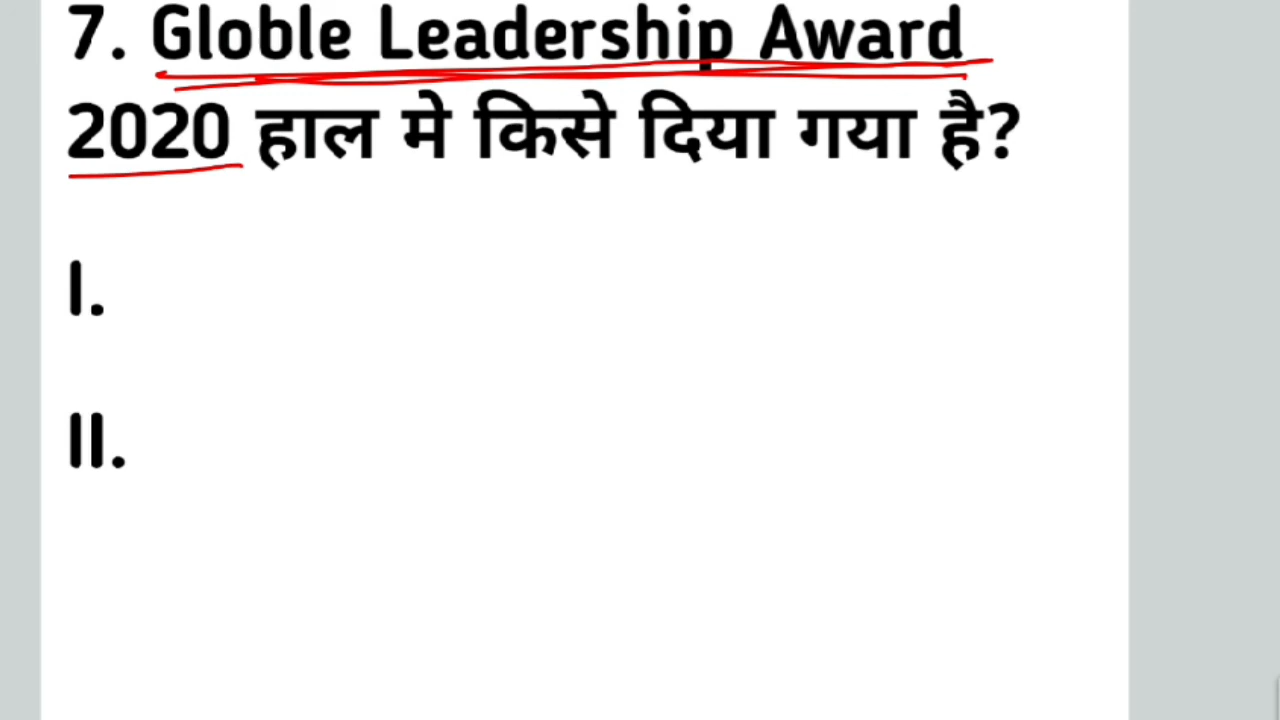 7. Globle Leadership Award
2020 हाल मे किसे दिया गया है?
I.
II.